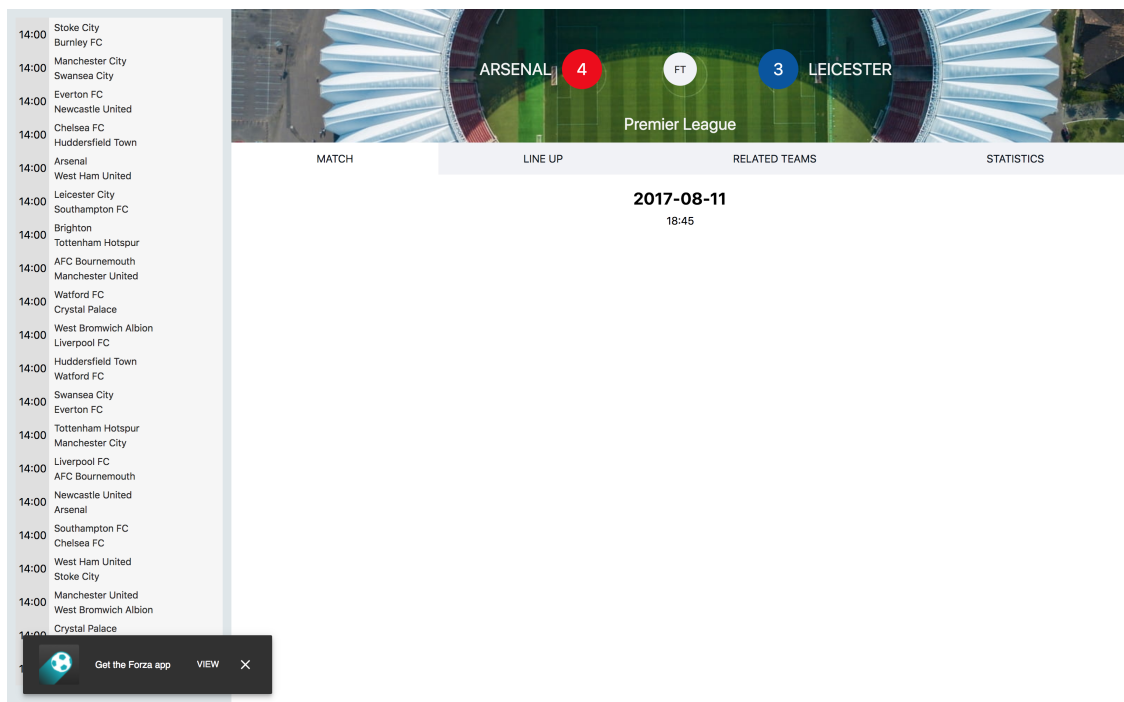 14:00
Stoke City
Burnley FC
14:00
Manchester City
Swansea City
14:00
Everton FC
Newcastle United
14:00
Chelsea FC
Huddersfield Town
14:00
Arsenal
West Ham United
14:00
Leicester City
Southampton FC
14:00
Brighton
Tottenham Hotspur
14:00
AFC Bournemouth
Manchester United
14:00
Watford FC
Crystal Palace
14:00
West Bromwich Albion
Liverpool FC
14:00
Huddersfield Town
Watford FC
14:00
Swansea City
Everton FC
14:00
Tottenham Hotspur
Manchester City
14:00
Liverpool FC
AFC Bournemouth
14:00
Newcastle United
Arsenal
14:00
Southampton FC
Chelsea FC
14:00
West Ham United
Stoke City
14:00
Manchester United
West Bromwich Albion
14:00
Crystal Palace
Get the Forza app VIEW
ARSENAL 4 FT 3 LEICESTER
Premier League
MATCH LINE UP RELATED TEAMS STATISTICS
2017-08-11
18:45